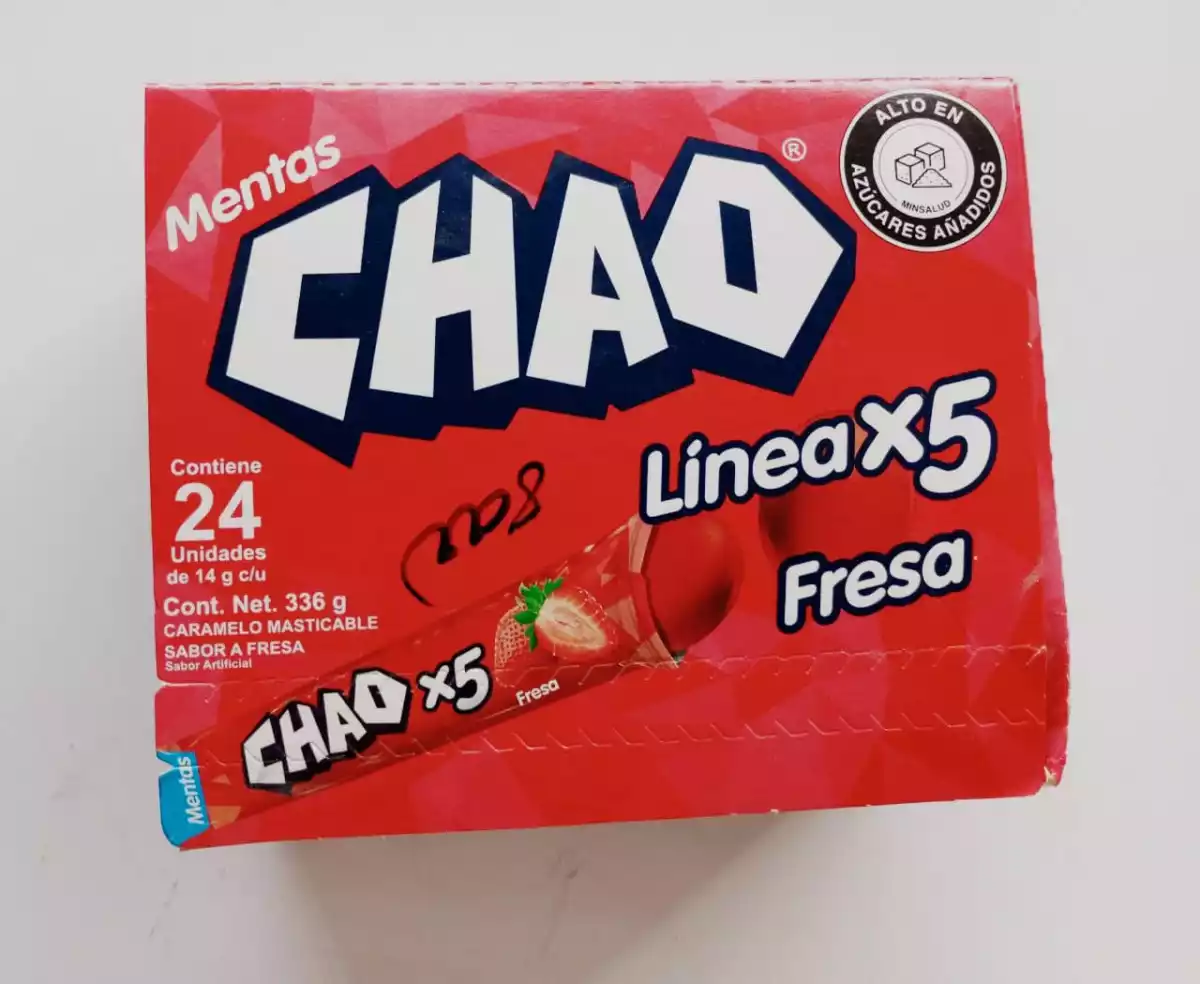 Mentas
CHAO®
ALTO EN
AZÚCARES AÑADIDOS
MINSALUD
Línea x5
Fresa
Contiene
24
Unidades
de 14 g c/u
Cont. Net. 336 g
CARAMELO MASTICABLE
SABOR A FRESA
Sabor Artificial
CHAO x5
Fresa
Mentas